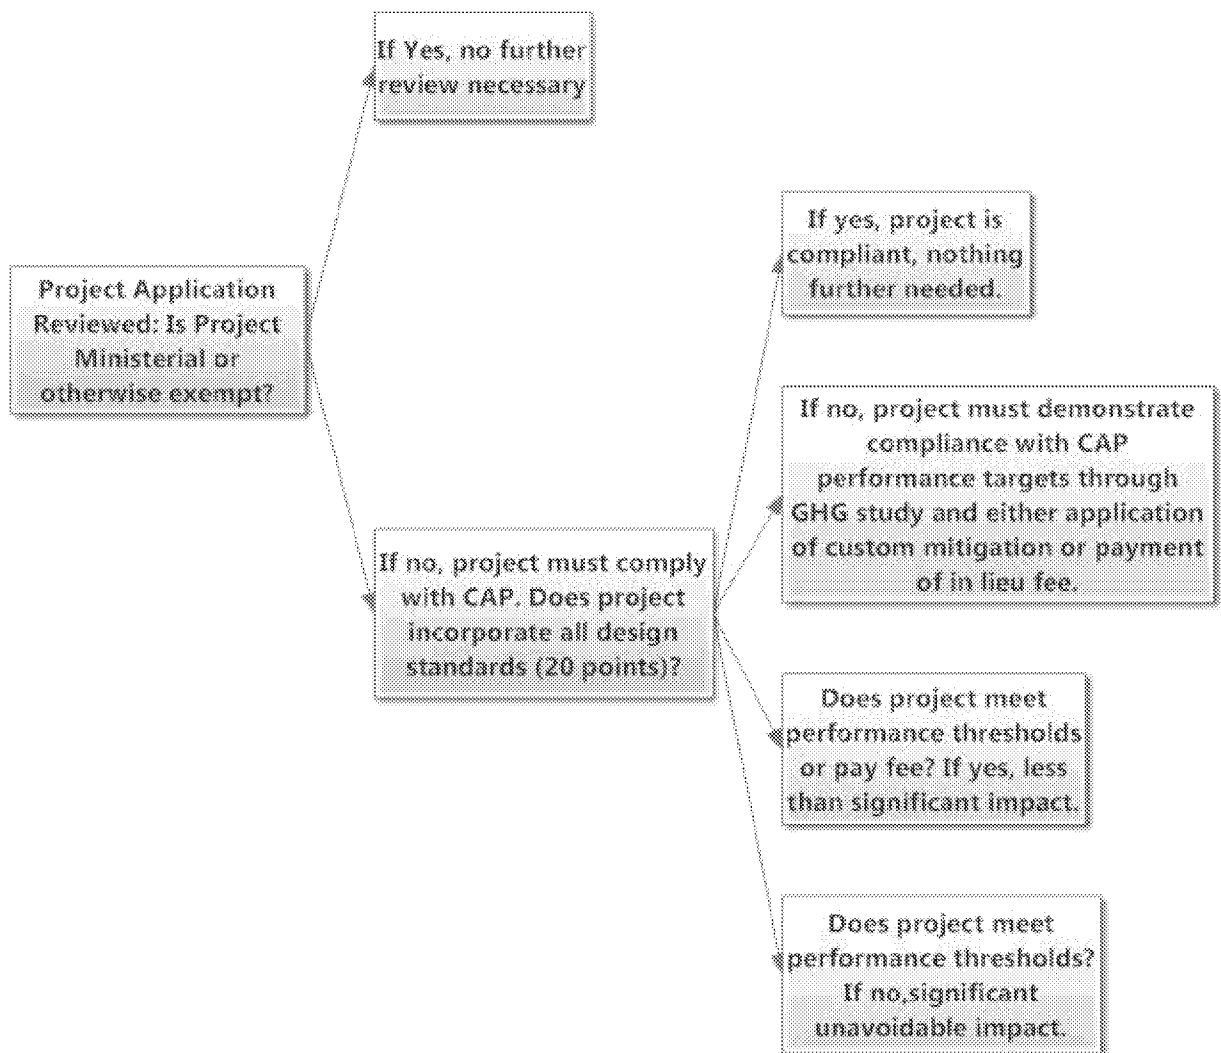 If Yes, no further
review necessary
Project Application
Reviewed: Is Project
Ministerial or
otherwise exempt?
If no, project must comply
with CAP. Does project
incorporate all design
standards (20 points)?
If yes, project is
compliant, nothing
further needed.
If no, project must demonstrate
compliance with CAP
performance targets through
GHG study and either application
of custom mitigation or payment
of in lieu fee.
Does project meet
performance thresholds
or pay fee? If yes, less
than significant impact.
Does project meet
performance thresholds?
If no,significant
unavoidable impact.